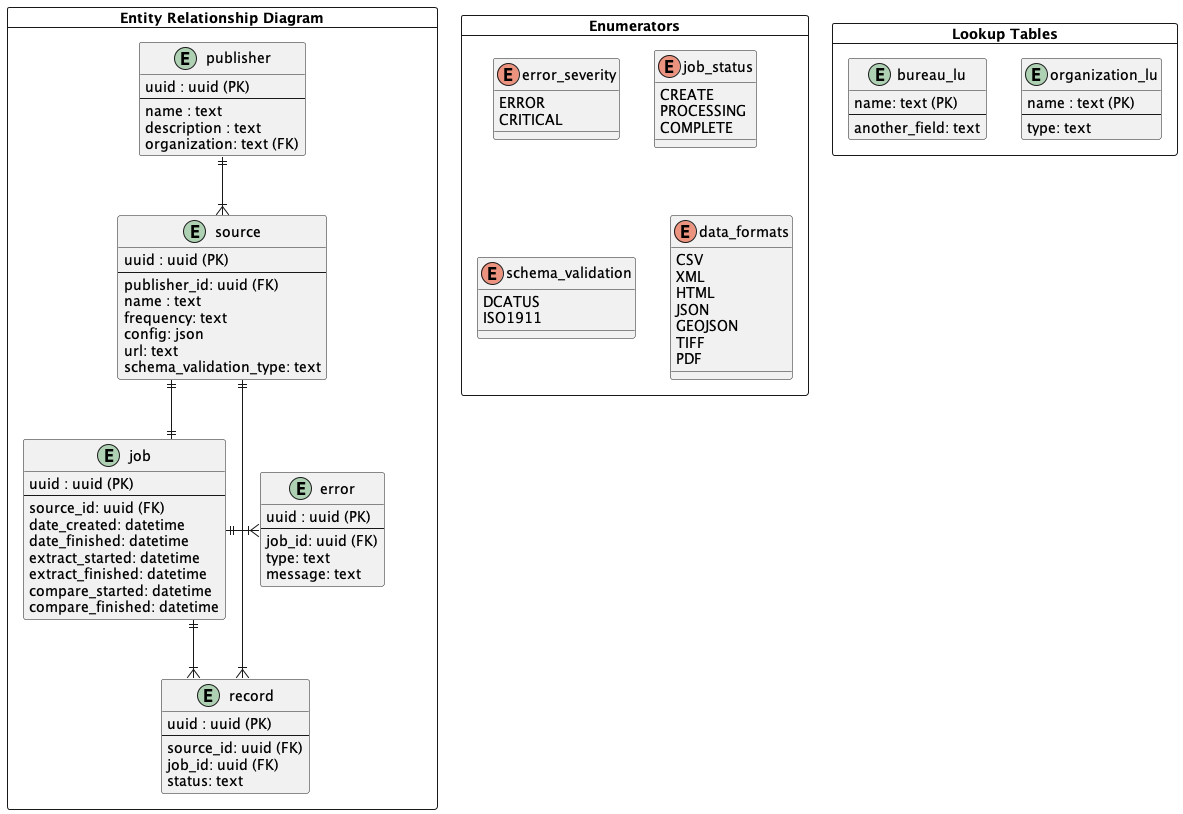 Entity Relationship Diagram
E publisher
uuid : uuid (PK)
name : text
description : text
organization: text (FK)
E source
uuid : uuid (PK)
publisher_id: uuid (FK)
name : text
frequency: text
config: json
url: text
schema_validation_type: text
E job
uuid : uuid (PK)
source_id: uuid (FK)
date_created: datetime
date_finished: datetime
extract_started: datetime
extract_finished: datetime
compare_started: datetime
compare_finished: datetime
E error
uuid : uuid (PK)
job_id: uuid (FK)
type: text
message: text
E record
uuid : uuid (PK)
source_id: uuid (FK)
job_id: uuid (FK)
status: text
Enumerators
E error_severity
ERROR
CRITICAL
E job_status
CREATE
PROCESSING
COMPLETE
E schema_validation
DCATUS
ISO1911
E data_formats
CSV
XML
HTML
JSON
GEOJSON
TIFF
PDF
Lookup Tables
E bureau_lu
name: text (PK)
another_field: text
E organization_lu
name : text (PK)
type: text